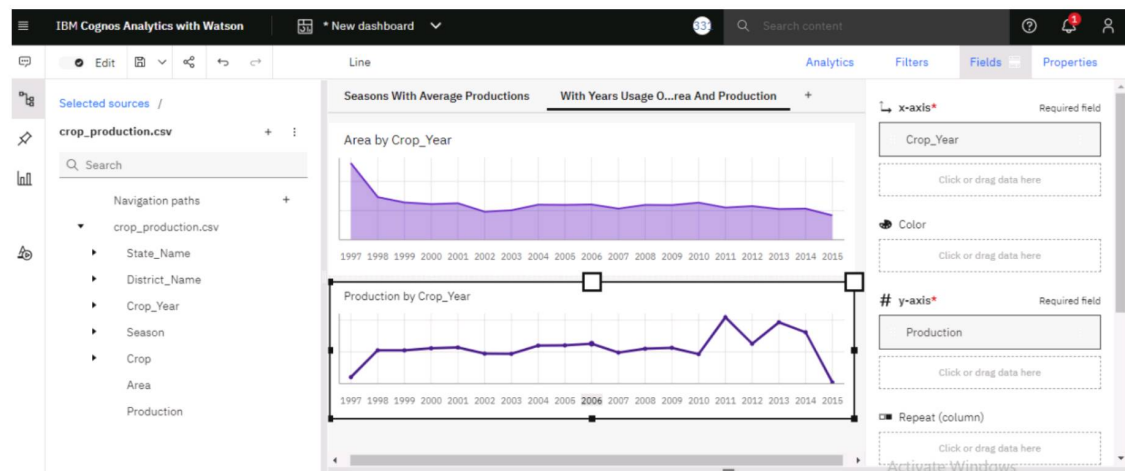 IBM Cognos Analytics with Watson
* New dashboard
Search content
1
Edit
Line
Analytics
Filters
Fields
Properties
Selected sources /
crop_production.csv
Search
Navigation paths
crop_production.csv
State_Name
District_Name
Crop_Year
Season
Crop
Area
Production
Seasons With Average Productions
With Years Usage O...rea And Production
Area by Crop_Year
1997 1998 1999 2000 2001 2002 2003 2004 2005 2006 2007 2008 2009 2010 2011 2012 2013 2014 2015
Production by Crop_Year
1997 1998 1999 2000 2001 2002 2003 2004 2005 2006 2007 2008 2009 2010 2011 2012 2013 2014 2015
x-axis* Required field
Crop_Year
Click or drag data here
Color
Click or drag data here
# y-axis* Required field
Production
Click or drag data here
Repeat (column)
Click or drag data here
Activate Windows